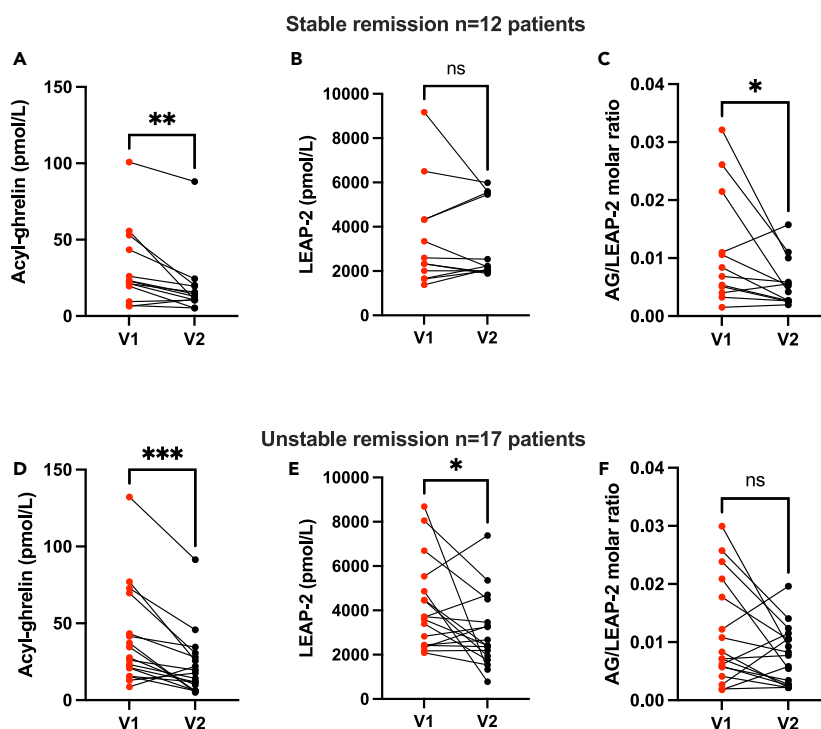 Stable remission n=12 patients
A
B
C
Acyl-ghrelin (pmol/L)
150
100
50
0
**
V1 V2
LEAP-2 (pmol/L)
10000
8000
6000
4000
2000
0
ns
V1 V2
AG/LEAP-2 molar ratio
0.04
0.03
0.02
0.01
0.00
*
V1 V2
Unstable remission n=17 patients
D
E
F
Acyl-ghrelin (pmol/L)
150
100
50
0
***
V1 V2
LEAP-2 (pmol/L)
10000
8000
6000
4000
2000
0
*
V1 V2
AG/LEAP-2 molar ratio
0.04
0.03
0.02
0.01
0.00
ns
V1 V2